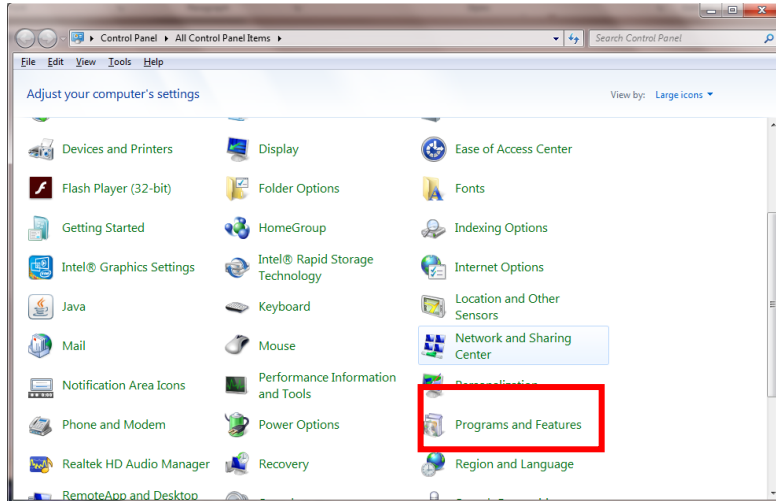 Control Panel ▸ All Control Panel Items ▸
Search Control Panel
File Edit View Tools Help
Adjust your computer's settings
View by: Large icons
Devices and Printers
Display
Ease of Access Center
Flash Player (32-bit)
Folder Options
Fonts
Getting Started
HomeGroup
Indexing Options
Intel® Graphics Settings
Intel® Rapid Storage
Technology
Internet Options
Java
Keyboard
Location and Other
Sensors
Mail
Mouse
Network and Sharing
Center
Notification Area Icons
Performance Information
and Tools
Personalization
Phone and Modem
Power Options
Programs and Features
Realtek HD Audio Manager
Recovery
Region and Language
RemoteApp and Desktop